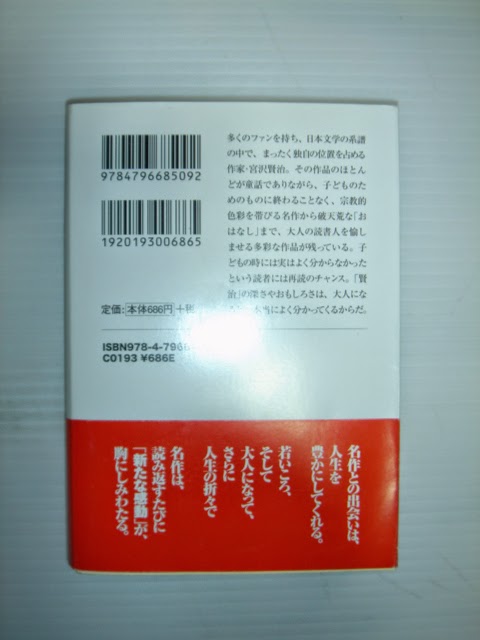 9784796685092
1920193006865
定価：本体686円＋税
ISBN978-4-7966
C0193 ¥686E
多くのファンを持ち、日本文学の系譜
の中で、まったく独自の位置を占める
作家・宮沢賢治。その作品のほとん
どが童話でありながら、子どものた
めのものに終わることなく、宗教的
色彩を帯びる名作から破天荒な「お
はなし」まで、大人の読書人を愉し
ませる多彩な作品が残っている。子
どもの時には実はよく分からなかった
という読者には再読のチャンス。「賢
治」の深さやおもしろさは、大人にな
本当によく分かってくるからだ。
名作との出会いは、
人生を
豊かにしてくれる。
若いころ、
そして
大人になって、
さらに
人生の折々で
名作は、
読み返すたびに
「新たな感動」が、
胸にしみわたる。